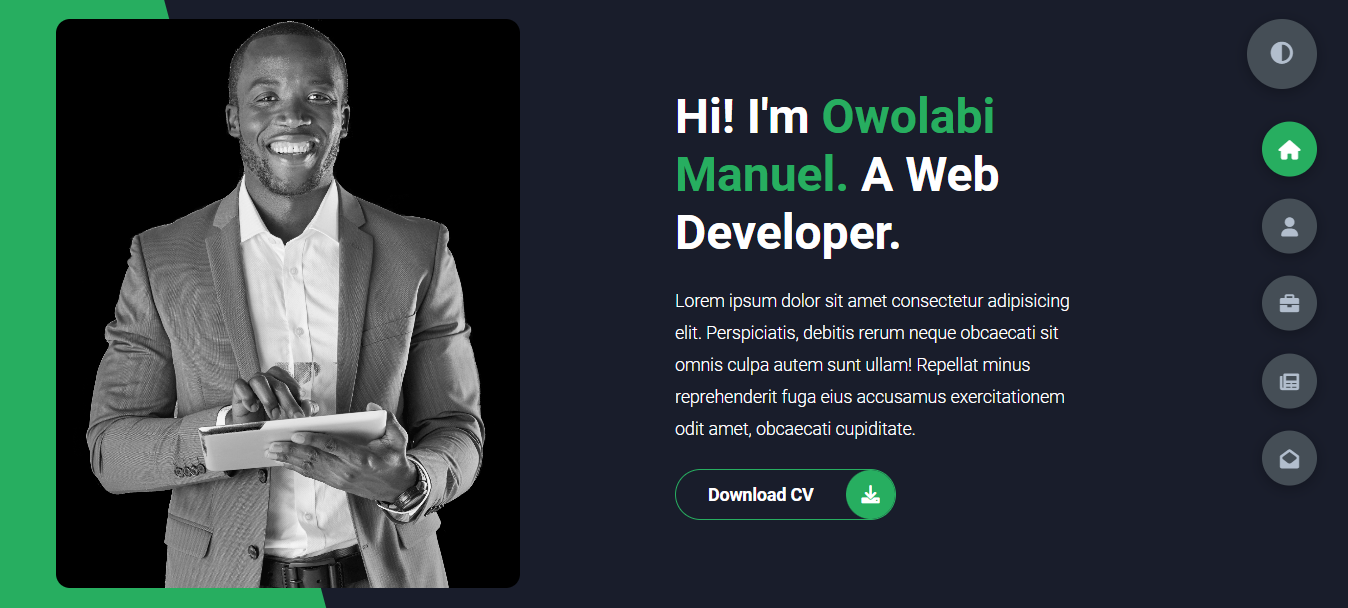 Hi! I'm Owolabi
Manuel. A Web
Developer.
Lorem ipsum dolor sit amet consectetur adipisicing
elit. Perspiciatis, debitis rerum neque obcaecati sit
omnis culpa autem sunt ullam! Repellat minus
reprehenderit fuga eius accusamus exercitationem
odit amet, obcaecati cupiditate.
Download CV